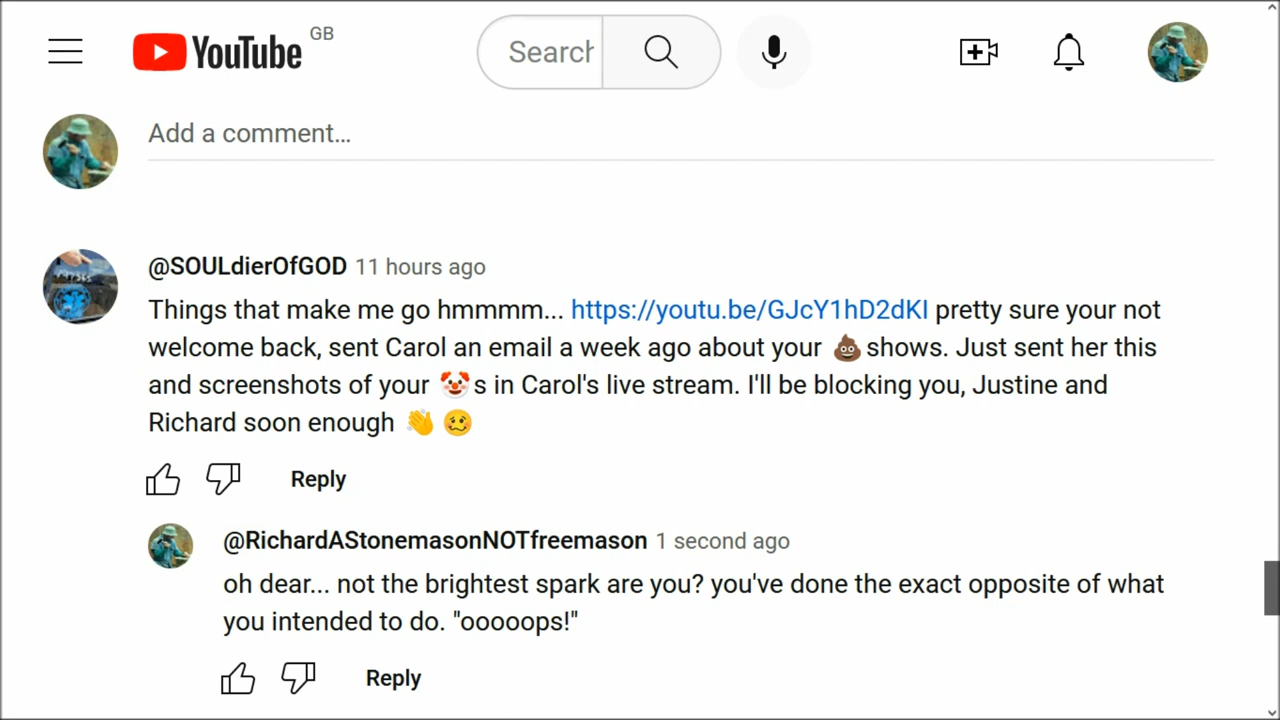 YouTube GB
Search
Add a comment...
@SOULdierOfGOD 11 hours ago
Things that make me go hmmmm... https://youtu.be/GJcY1hD2dKI pretty sure your not
welcome back, sent Carol an email a week ago about your 💩 shows. Just sent her this
and screenshots of your 🤡s in Carol's live stream. I'll be blocking you, Justine and
Richard soon enough 👋 🥴
Reply
@RichardAStonemasonNOTfreemason 1 second ago
oh dear... not the brightest spark are you? you've done the exact opposite of what
you intended to do. "ooooops!"
Reply